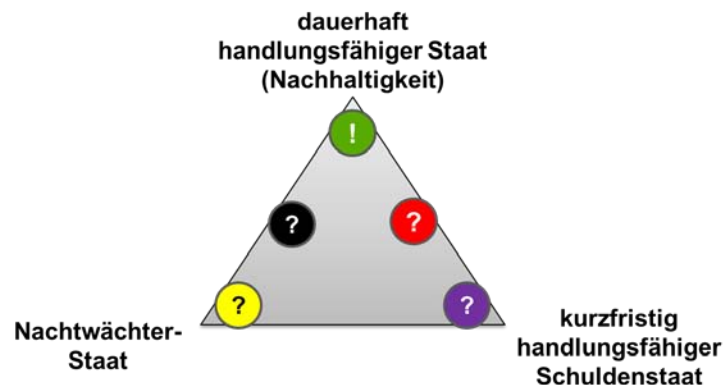 dauerhaft
handlungsfähiger Staat
(Nachhaltigkeit)
!
?
?
?
?
Nachtwächter-
Staat
kurzfristig
handlungsfähiger
Schuldenstaat